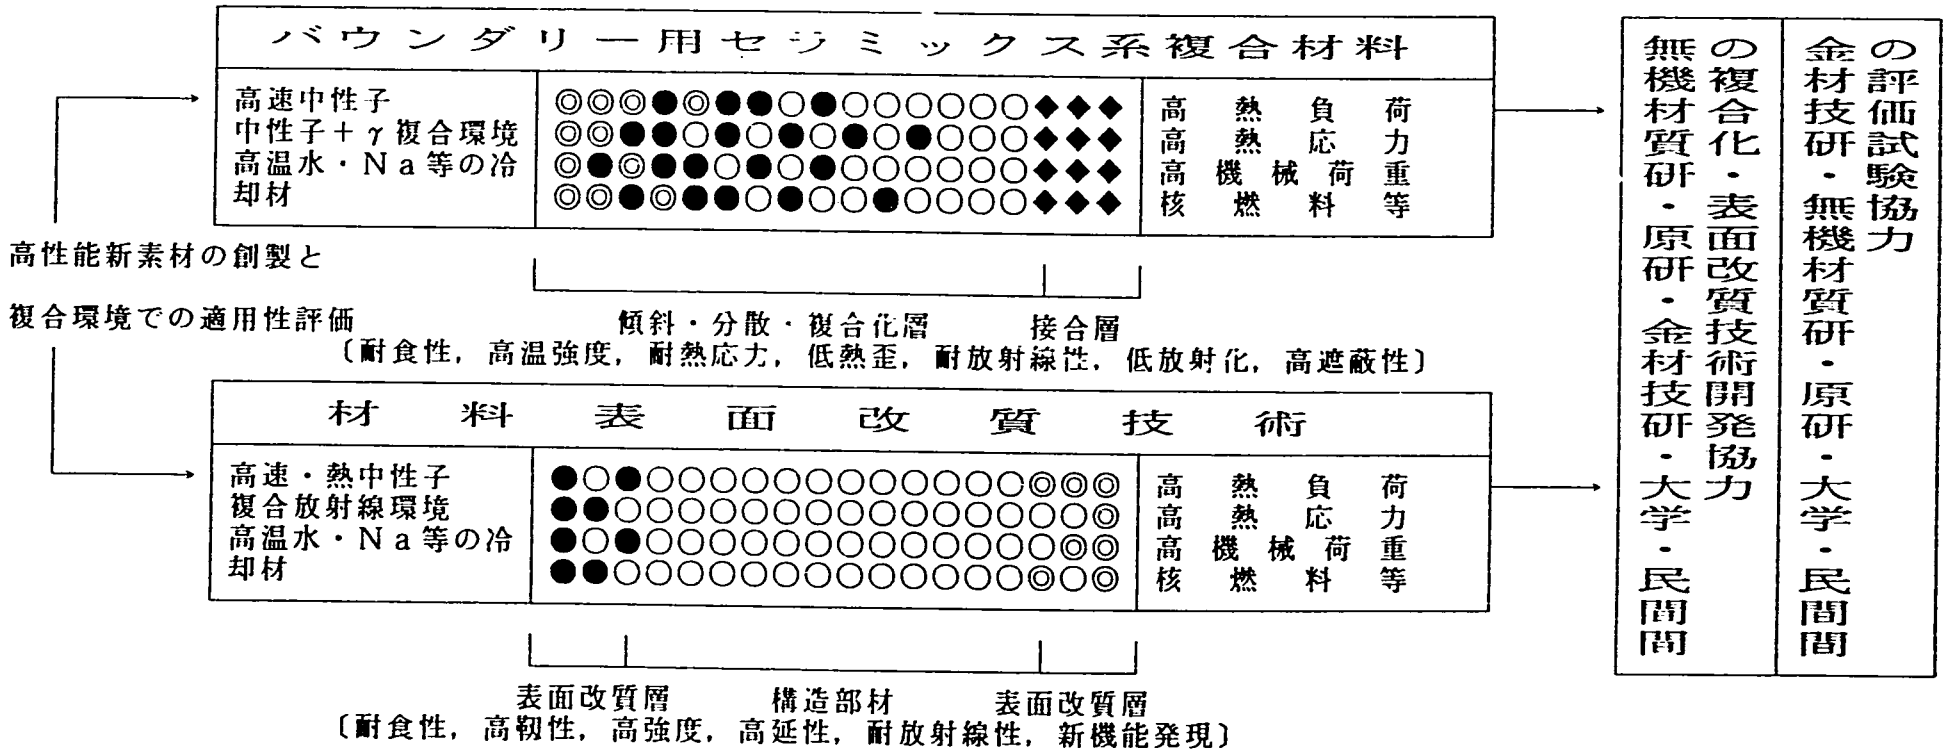 バウンダリー用セラミックス系複合材料
高速中性子
中性子+γ複合環境
高温水・Na等の冷
却材
◎◎◎●◎●●○●○○○○○○◆◆◆
◎◎●●○●○●○●○●○○○◆◆◆
◎●◎●●○●○●○○○○○○◆◆◆
◎◎●◎●●○●○○●○○○○◆◆◆
高熱負荷
高熱応力
高機械荷重
核燃料等
高性能新素材の創製と
複合環境での適用性評価
傾斜・分散・複合化層
接合層
〔耐食性, 高温強度, 耐熱応力, 低熱歪, 耐放射線性, 低放射化, 高遮蔽性〕
材料表面改質技術
高速・熱中性子
複合放射線環境
高温水・Na等の冷
却材
●○●○○○○○○○○○○○○◎◎◎
●●○○○○○○○○○○○○○○○◎
●○●○○○○○○○○○○○○○◎◎
●●○○○○○○○○○○○○○◎○◎
高熱負荷
高熱応力
高機械荷重
核燃料等
表面改質層
構造部材
表面改質層
〔耐食性, 高靱性, 高強度, 高延性, 耐放射線性, 新機能発現〕
の評価試験協力
金材技研・無機材質研・原研・大学・民間間
の複合化・表面改質技術開発協力
無機材質研・原研・金材技研・大学・民間間